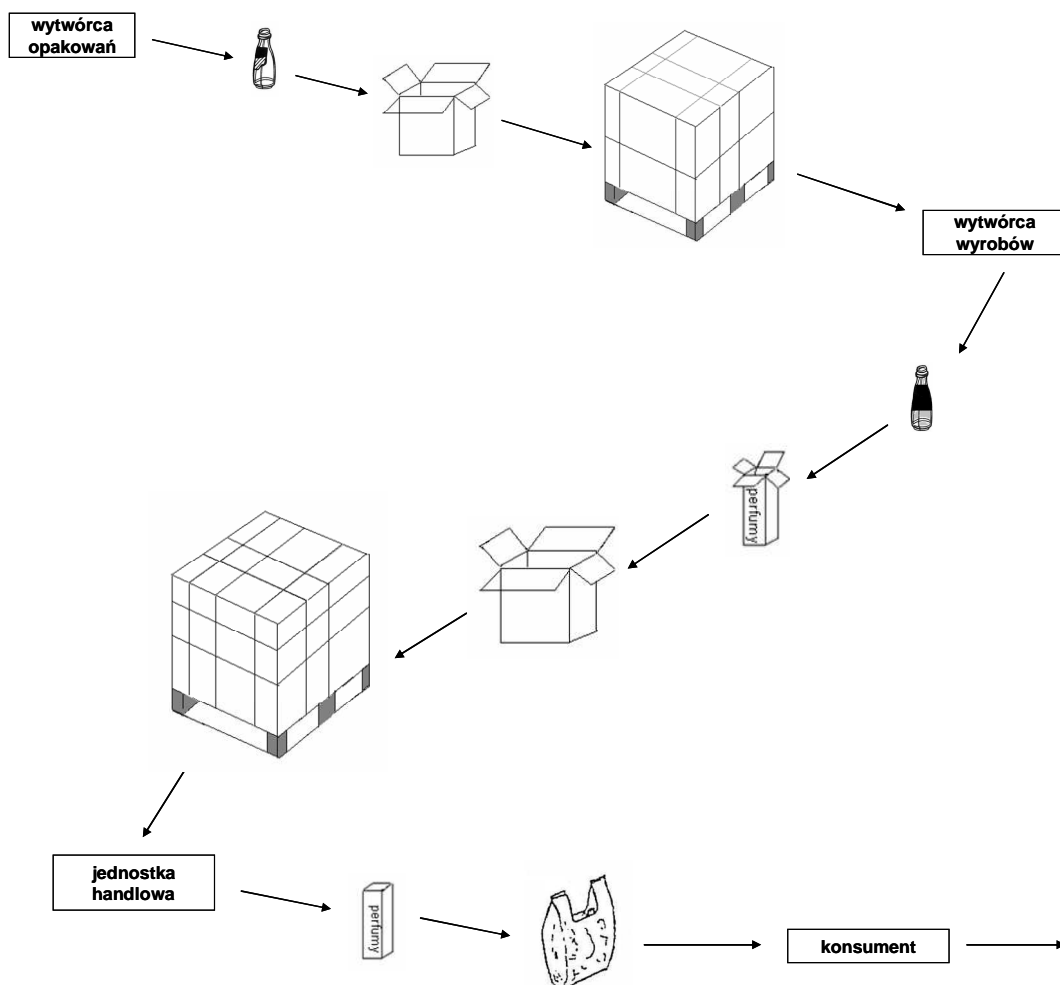 wytwórca
opakowań
wytwórca
wyrobów
perfumy
jednostka
handlowa
perfumy
konsument